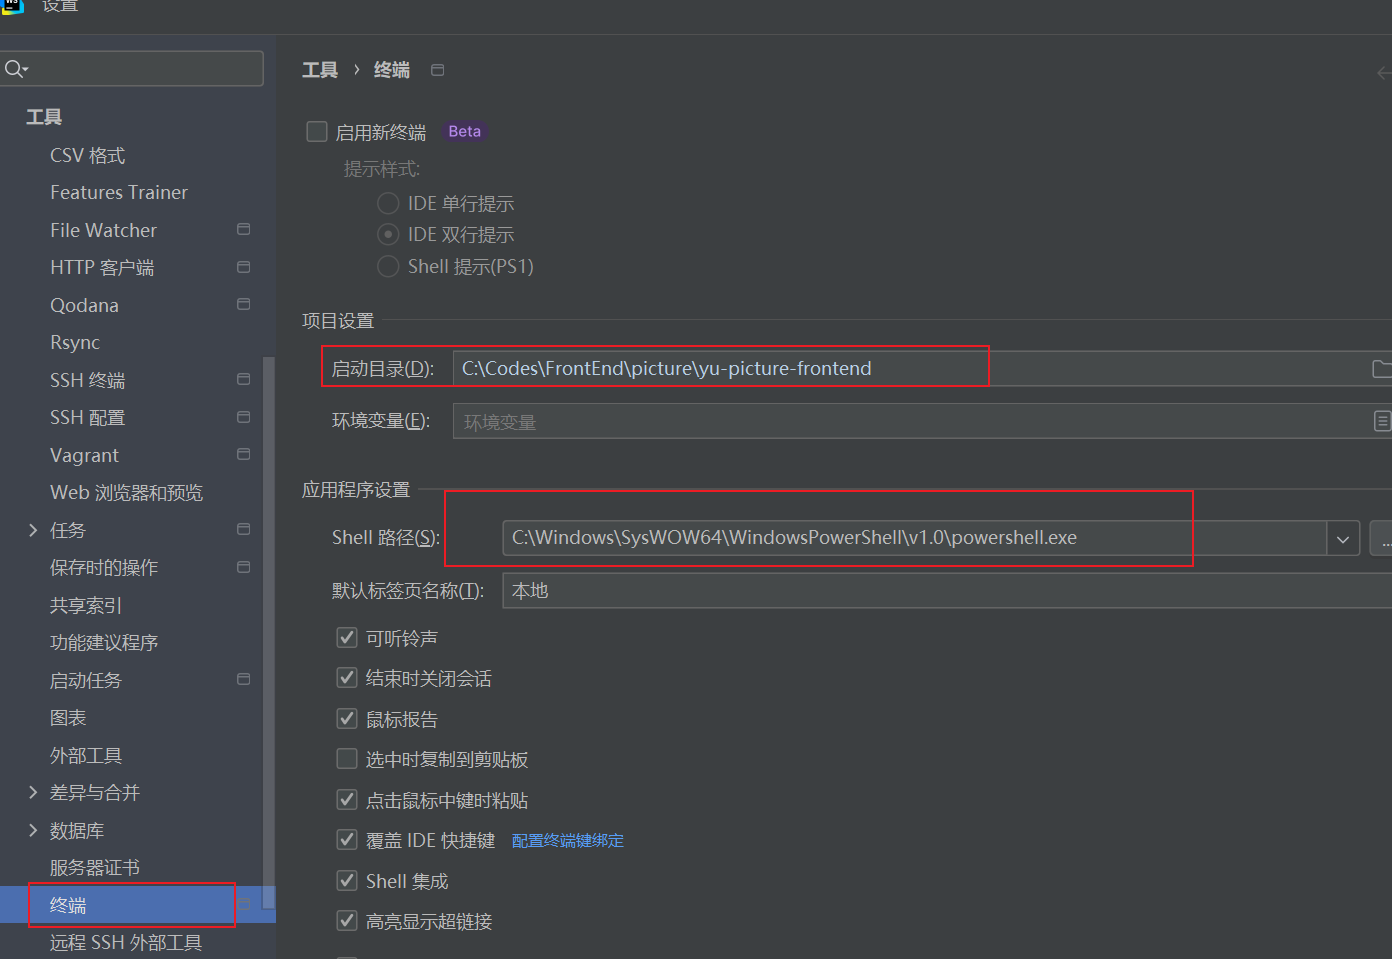 WS
设置
工具
CSV 格式
Features Trainer
File Watcher
HTTP 客户端
Qodana
Rsync
SSH 终端
SSH 配置
Vagrant
Web 浏览器和预览
任务
保存时的操作
共享索引
功能建议程序
启动任务
图表
外部工具
差异与合并
数据库
服务器证书
终端
远程 SSH 外部工具
工具 › 终端
启用新终端 Beta
提示样式:
IDE 单行提示
IDE 双行提示
Shell 提示(PS1)
项目设置
启动目录(D): C:\Codes\FrontEnd\picture\yu-picture-frontend
环境变量(E): 环境变量
应用程序设置
Shell 路径(S): C:\Windows\SysWOW64\WindowsPowerShell\v1.0\powershell.exe ...
默认标签页名称(T): 本地
可听铃声
结束时关闭会话
鼠标报告
选中时复制到剪贴板
点击鼠标中键时粘贴
覆盖 IDE 快捷键 配置终端键绑定
Shell 集成
高亮显示超链接